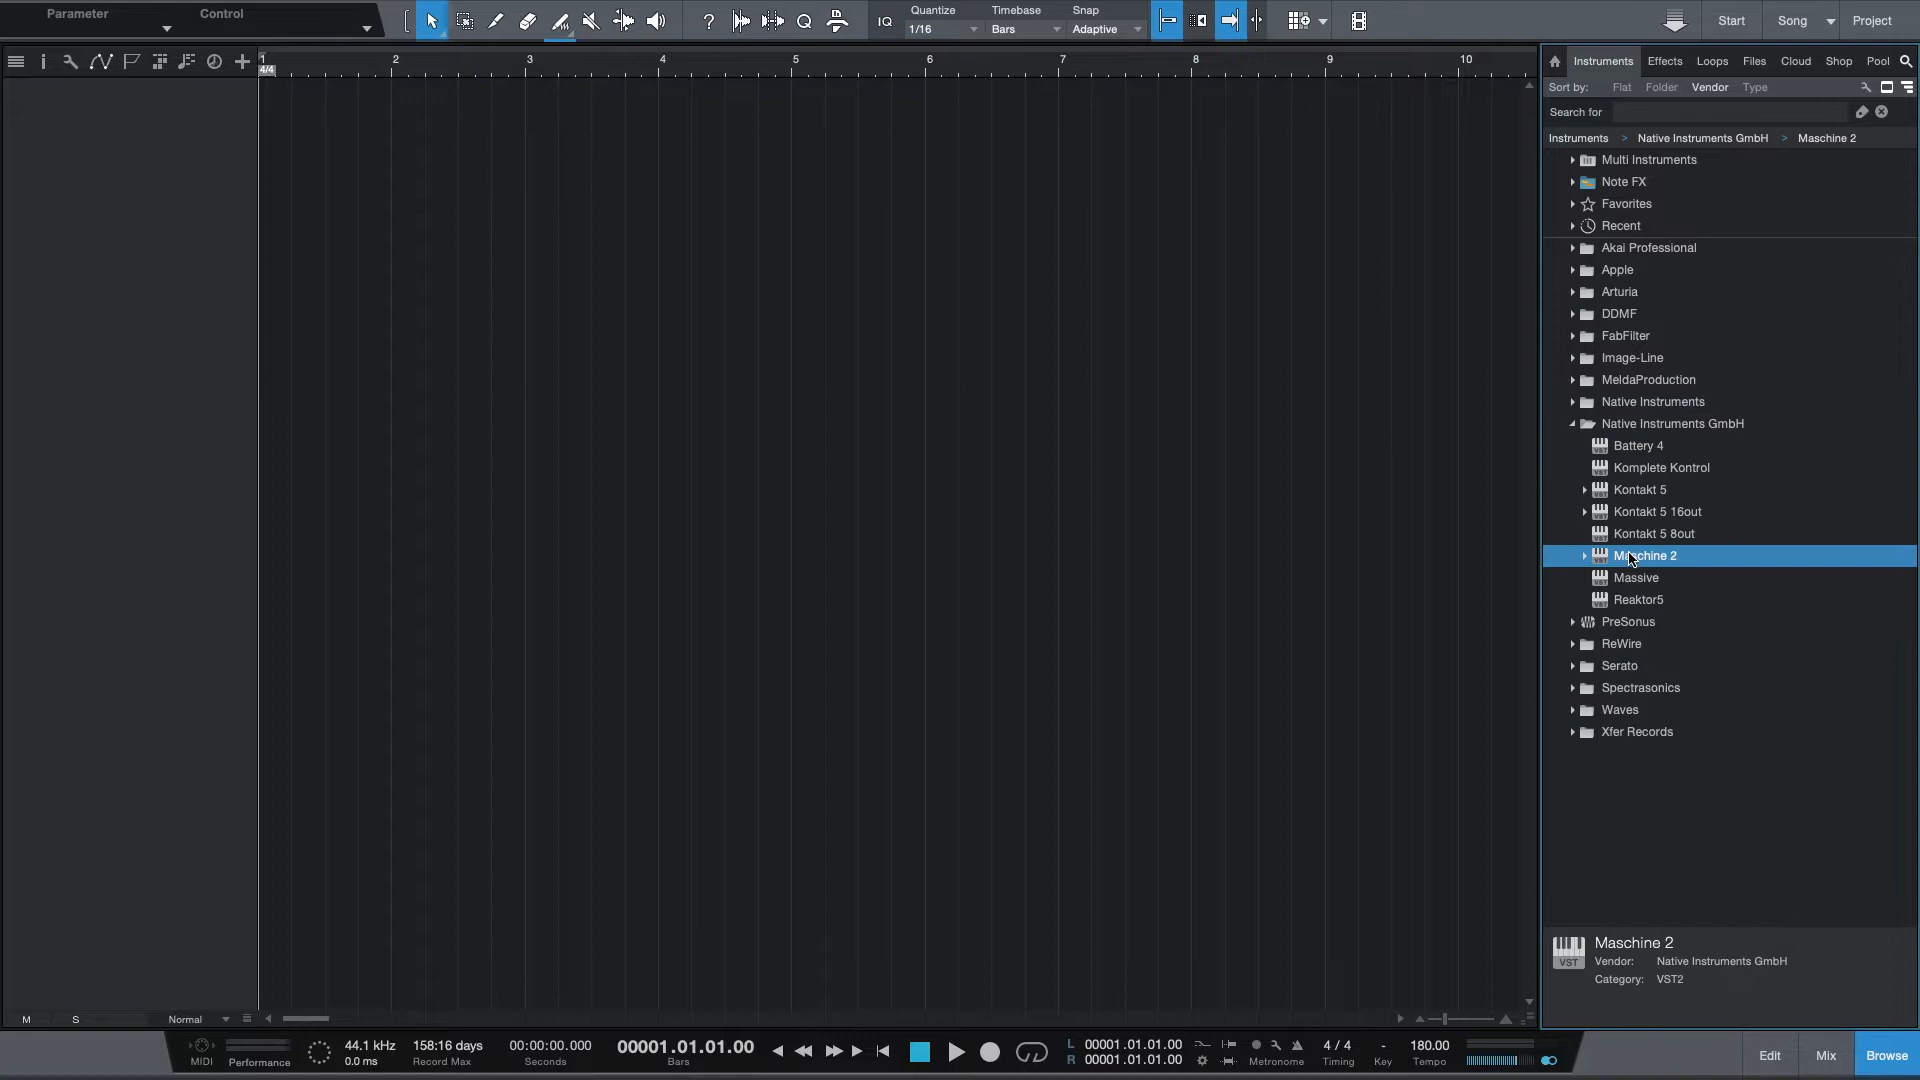 Parameter
Control
Quantize
1/16
Timebase
Bars
Snap
Adaptive
IQ
Start
Song
Project
1
2
3
4
5
6
7
8
9
10
4/4
Instruments
Effects
Loops
Files
Cloud
Shop
Pool
Sort by:
Flat
Folder
Vendor
Type
Search for
Instruments > Native Instruments GmbH > Maschine 2
Multi Instruments
Note FX
Favorites
Recent
Akai Professional
Apple
Arturia
DDMF
FabFilter
Image-Line
MeldaProduction
Native Instruments
Native Instruments GmbH
Battery 4
Komplete Kontrol
Kontakt 5
Kontakt 5 16out
Kontakt 5 8out
Maschine 2
Massive
Reaktor5
PreSonus
ReWire
Serato
Spectrasonics
Waves
Xfer Records
Maschine 2
VST
Vendor: Native Instruments GmbH
Category: VST2
M
S
Normal
MIDI
Performance
44.1 kHz
0.0 ms
158:16 days
Record Max
00:00:00.000
Seconds
00001.01.01.00
Bars
L 00001.01.01.00
R 00001.01.01.00
Metronome
4 / 4
Timing
-
Key
180.00
Tempo
Edit
Mix
Browse